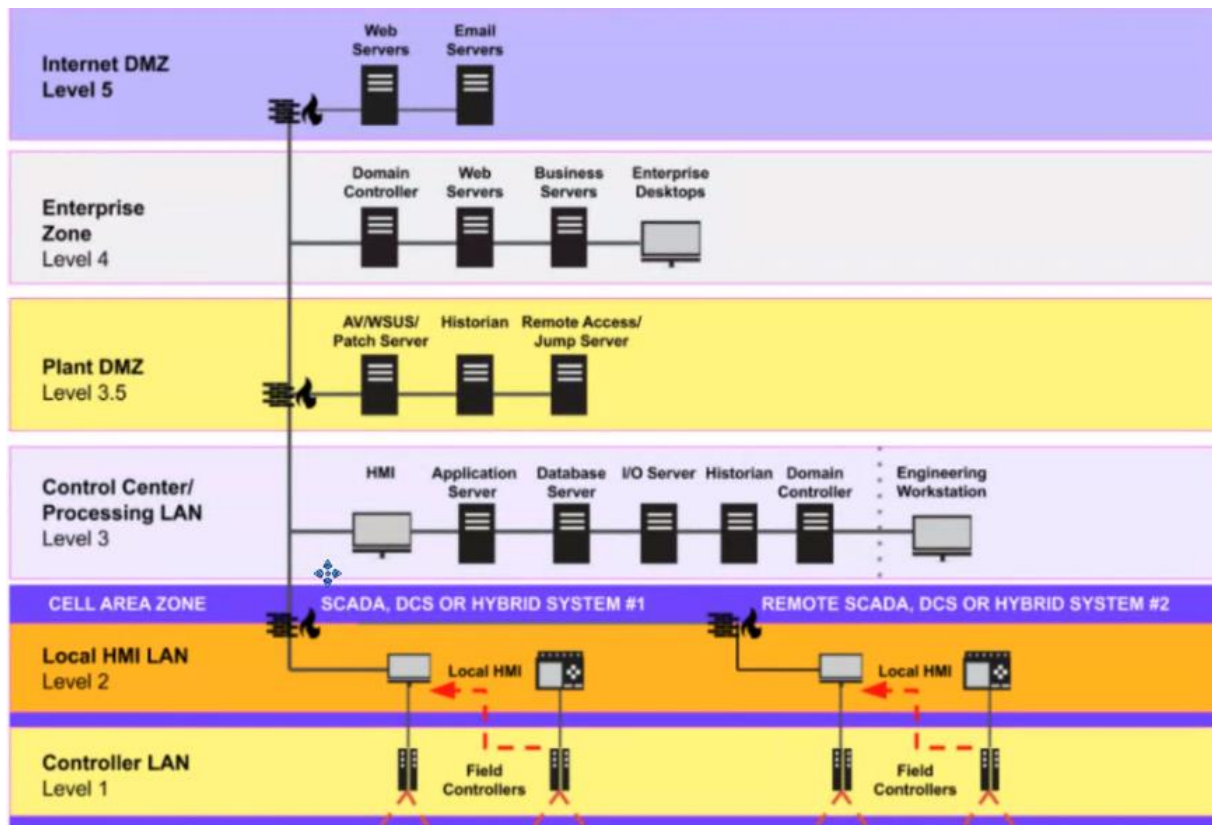 Web Servers
Email Servers
Internet DMZ
Level 5
Domain Controller
Web Servers
Business Servers
Enterprise Desktops
Enterprise
Zone
Level 4
AV/WSUS/ Patch Server
Historian
Remote Access/ Jump Server
Plant DMZ
Level 3.5
HMI
Application Server
Database Server
I/O Server
Historian
Domain Controller
Engineering Workstation
Control Center/
Processing LAN
Level 3
CELL AREA ZONE
SCADA, DCS OR HYBRID SYSTEM #1
REMOTE SCADA, DCS OR HYBRID SYSTEM #2
Local HMI LAN
Level 2
Local HMI
Local HMI
Controller LAN
Level 1
Field
Controllers
Field
Controllers